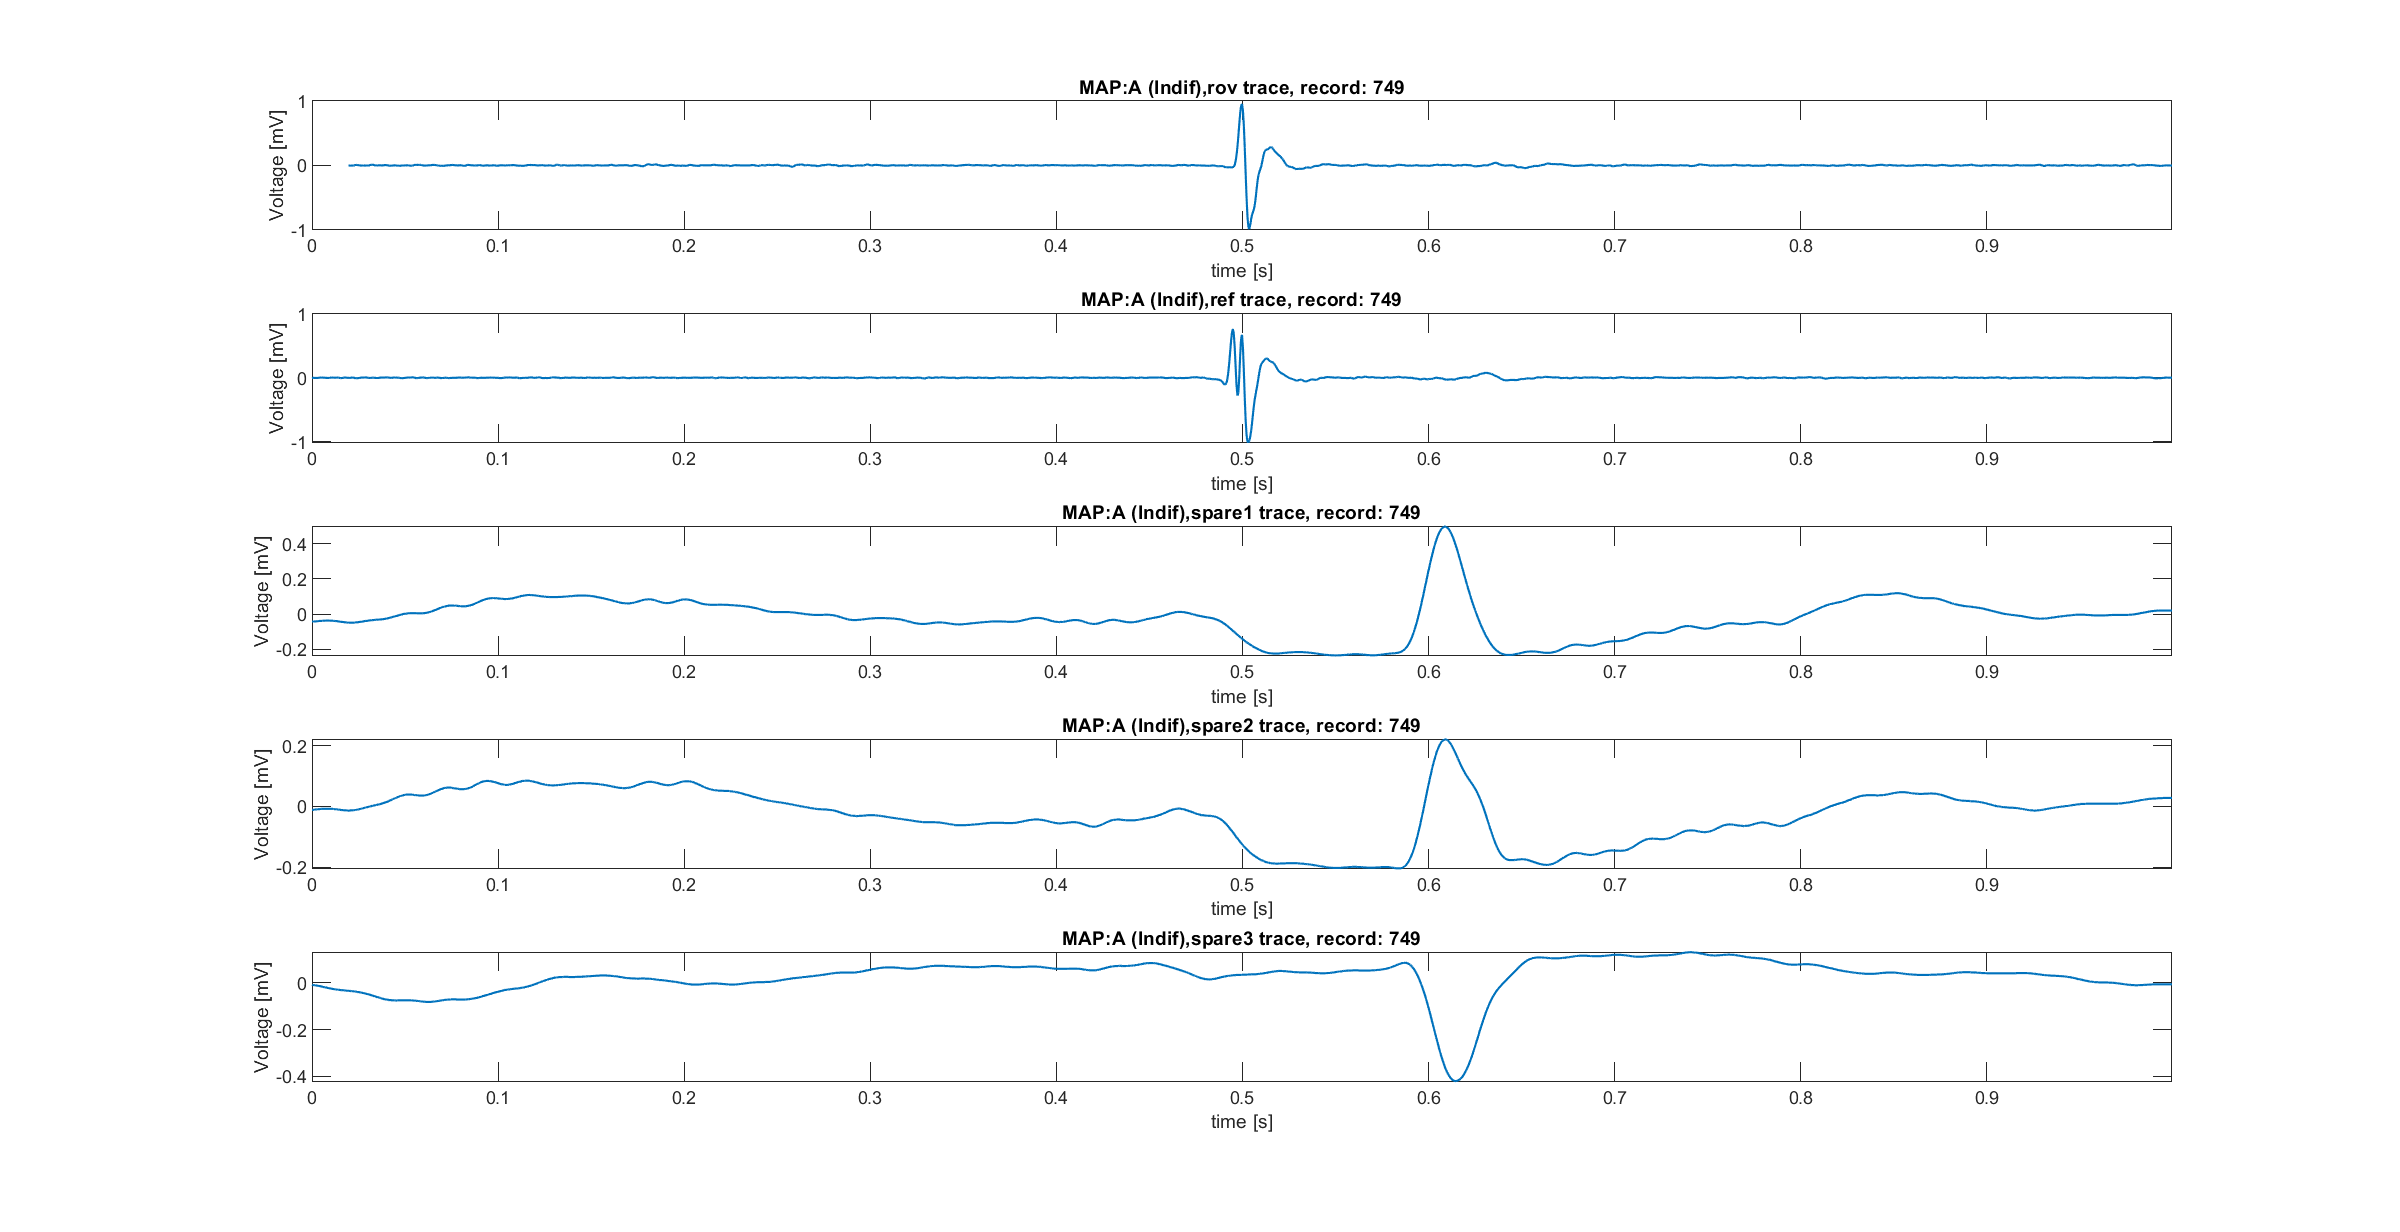 MAP:A (Indif),rov trace, record: 749
Voltage [mV]
1
0
-1
0 0.1 0.2 0.3 0.4 0.5 0.6 0.7 0.8 0.9
time [s]
MAP:A (Indif),ref trace, record: 749
Voltage [mV]
1
0
-1
0 0.1 0.2 0.3 0.4 0.5 0.6 0.7 0.8 0.9
time [s]
MAP:A (Indif),spare1 trace, record: 749
Voltage [mV]
0.4
0.2
0
-0.2
0 0.1 0.2 0.3 0.4 0.5 0.6 0.7 0.8 0.9
time [s]
MAP:A (Indif),spare2 trace, record: 749
Voltage [mV]
0.2
0
-0.2
0 0.1 0.2 0.3 0.4 0.5 0.6 0.7 0.8 0.9
time [s]
MAP:A (Indif),spare3 trace, record: 749
Voltage [mV]
0
-0.2
-0.4
0 0.1 0.2 0.3 0.4 0.5 0.6 0.7 0.8 0.9
time [s]